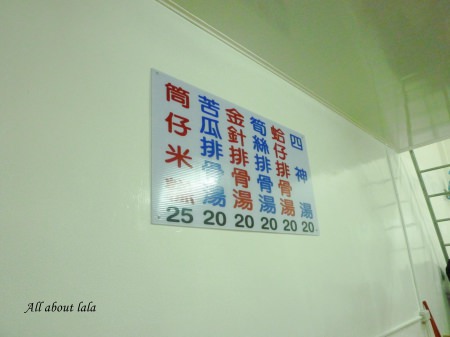 四神湯 20
蛤仔排骨湯 20
筍絲排骨湯 20
金針排骨湯 20
苦瓜排骨湯 20
筒仔米糕 25
All about lala